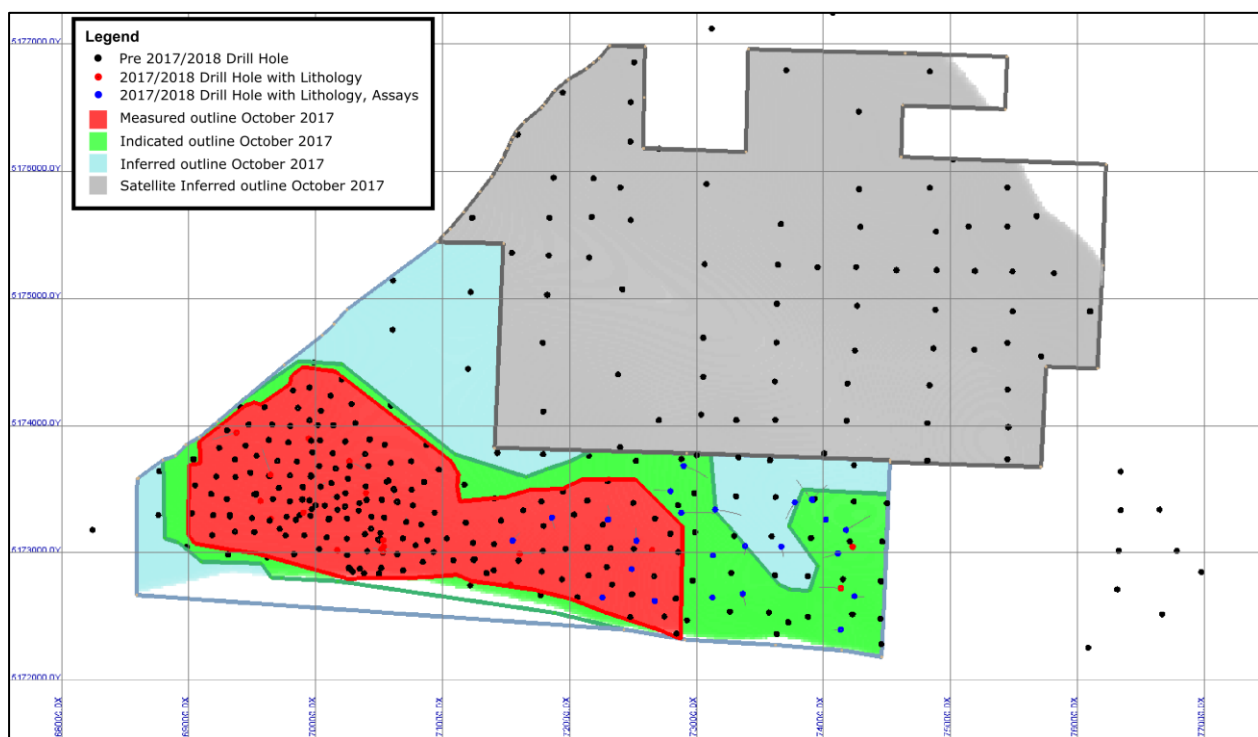 Legend
Pre 2017/2018 Drill Hole
2017/2018 Drill Hole with Lithology
2017/2018 Drill Hole with Lithology, Assays
Measured outline October 2017
Indicated outline October 2017
Inferred outline October 2017
Satellite Inferred outline October 2017
5177000.0Y
5176000.0Y
5175000.0Y
5174000.0Y
5173000.0Y
5172000.0Y
68000.0X
69000.0X
70000.0X
71000.0X
72000.0X
73000.0X
74000.0X
75000.0X
76000.0X
77000.0X